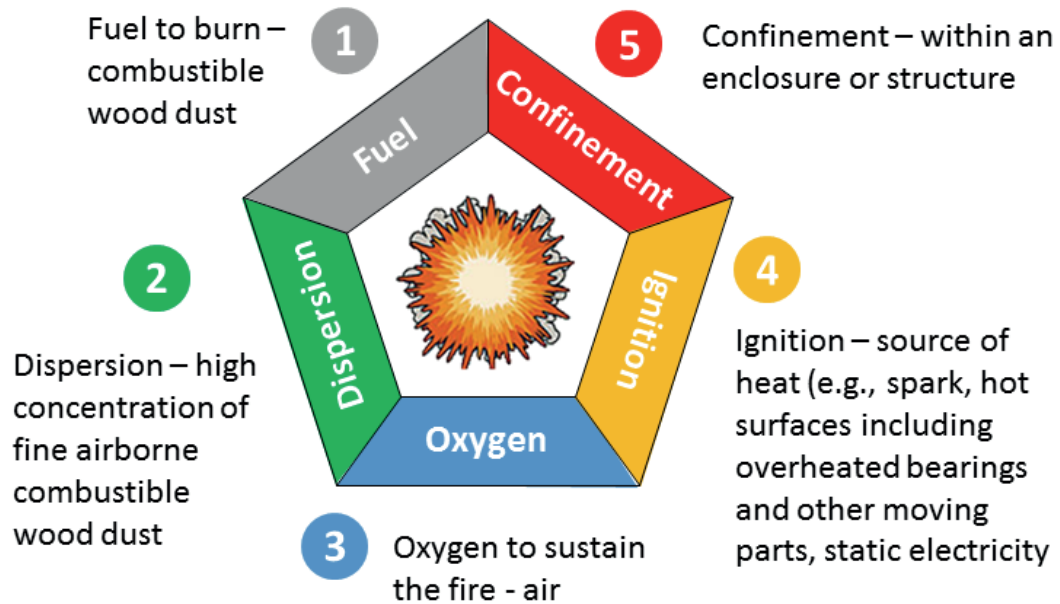 1
Fuel to burn –
combustible
wood dust
Fuel
2
Dispersion – high
concentration of
fine airborne
combustible
wood dust
Dispersion
3
Oxygen to sustain
the fire - air
Oxygen
4
Ignition – source of
heat (e.g., spark, hot
surfaces including
overheated bearings
and other moving
parts, static electricity
Ignition
5
Confinement – within an
enclosure or structure
Confinement